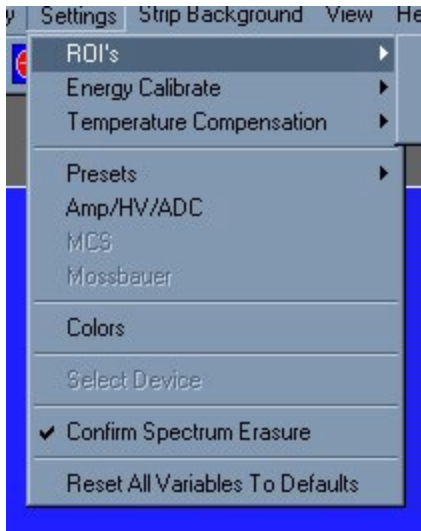 Settings Strip Background View He
ROI's
Energy Calibrate
Temperature Compensation
Presets
Amp/HV/ADC
MCS
Mossbauer
Colors
Select Device
Confirm Spectrum Erasure
Reset All Variables To Defaults